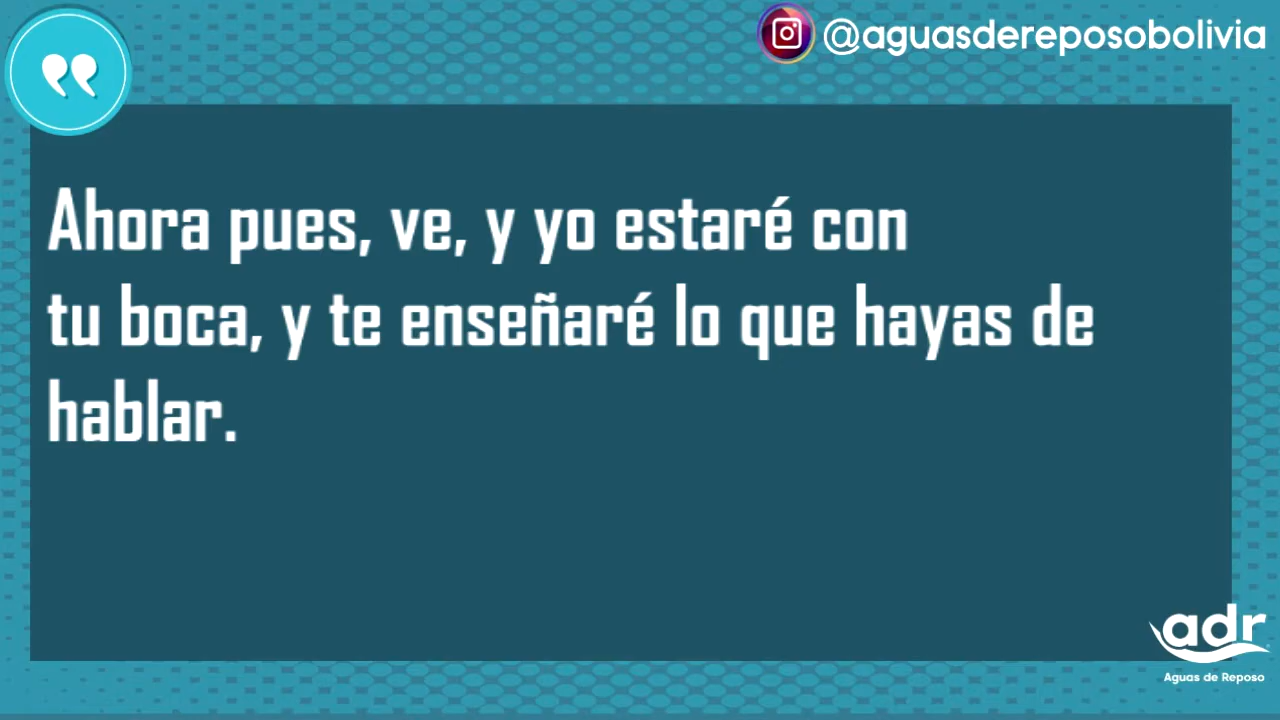 @aguasdereposobolivia
Ahora pues, ve, y yo estaré con
tu boca, y te enseñaré lo que hayas de
hablar.
adr
Aguas de Reposo